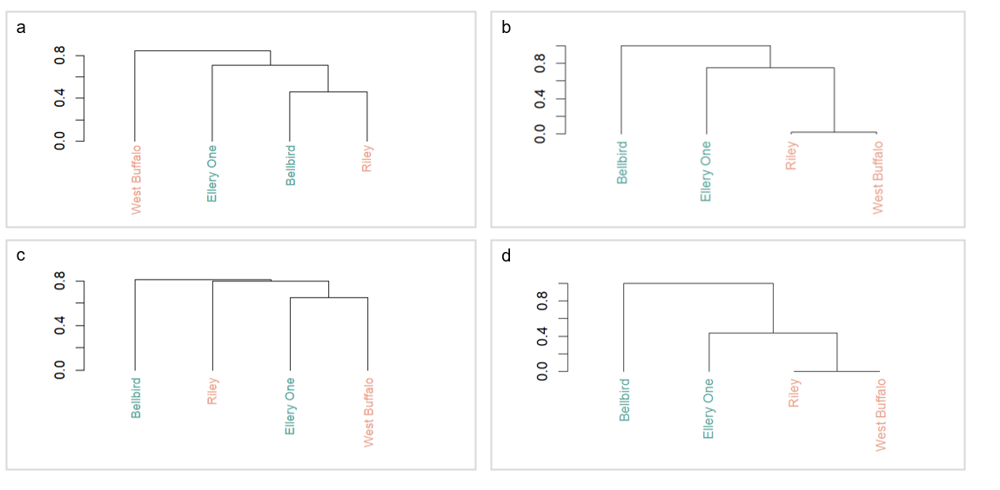 a
0.8
0.4
0.0
West Buffalo
Ellery One
Bellbird
Riley
b
0.8
0.4
0.0
Bellbird
Ellery One
Riley
West Buffalo
c
0.8
0.4
0.0
Bellbird
Riley
Ellery One
West Buffalo
d
0.8
0.4
0.0
Bellbird
Ellery One
Riley
West Buffalo